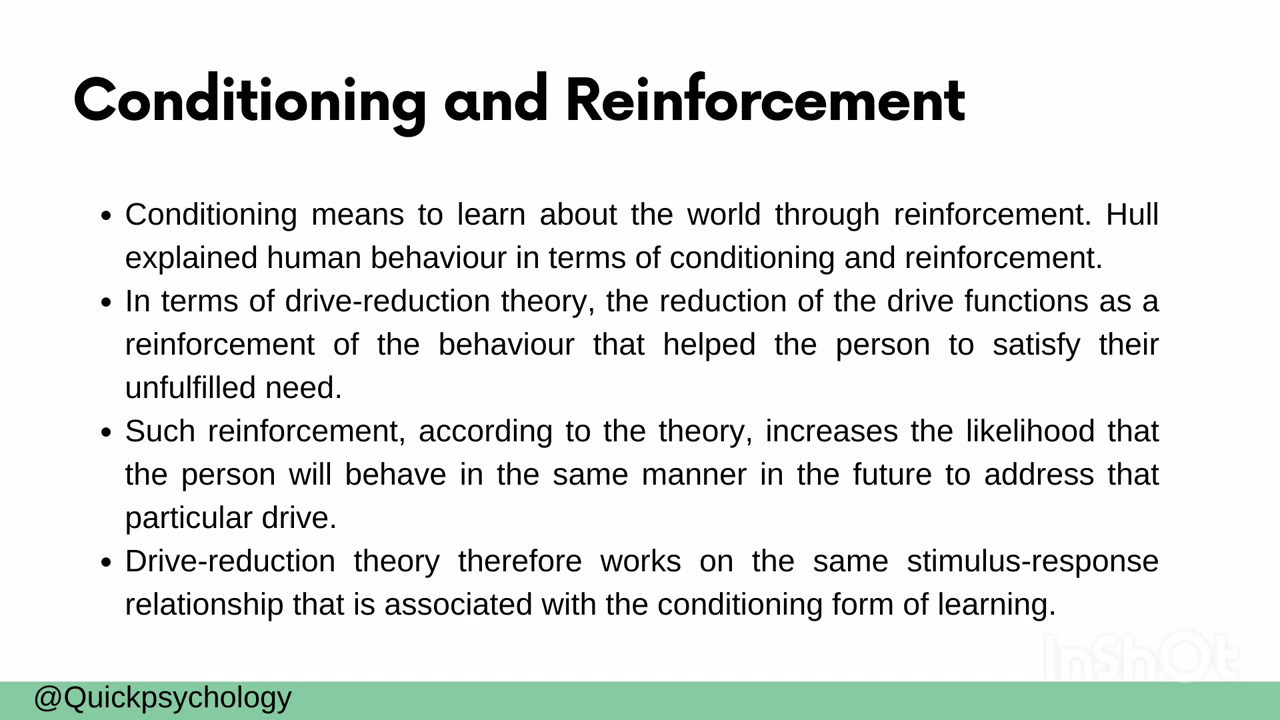 Conditioning and Reinforcement
• Conditioning means to learn about the world through reinforcement. Hull
explained human behaviour in terms of conditioning and reinforcement.
• In terms of drive-reduction theory, the reduction of the drive functions as a
reinforcement of the behaviour that helped the person to satisfy their
unfulfilled need.
• Such reinforcement, according to the theory, increases the likelihood that
the person will behave in the same manner in the future to address that
particular drive.
• Drive-reduction theory therefore works on the same stimulus-response
relationship that is associated with the conditioning form of learning.
InShOt
@Quickpsychology